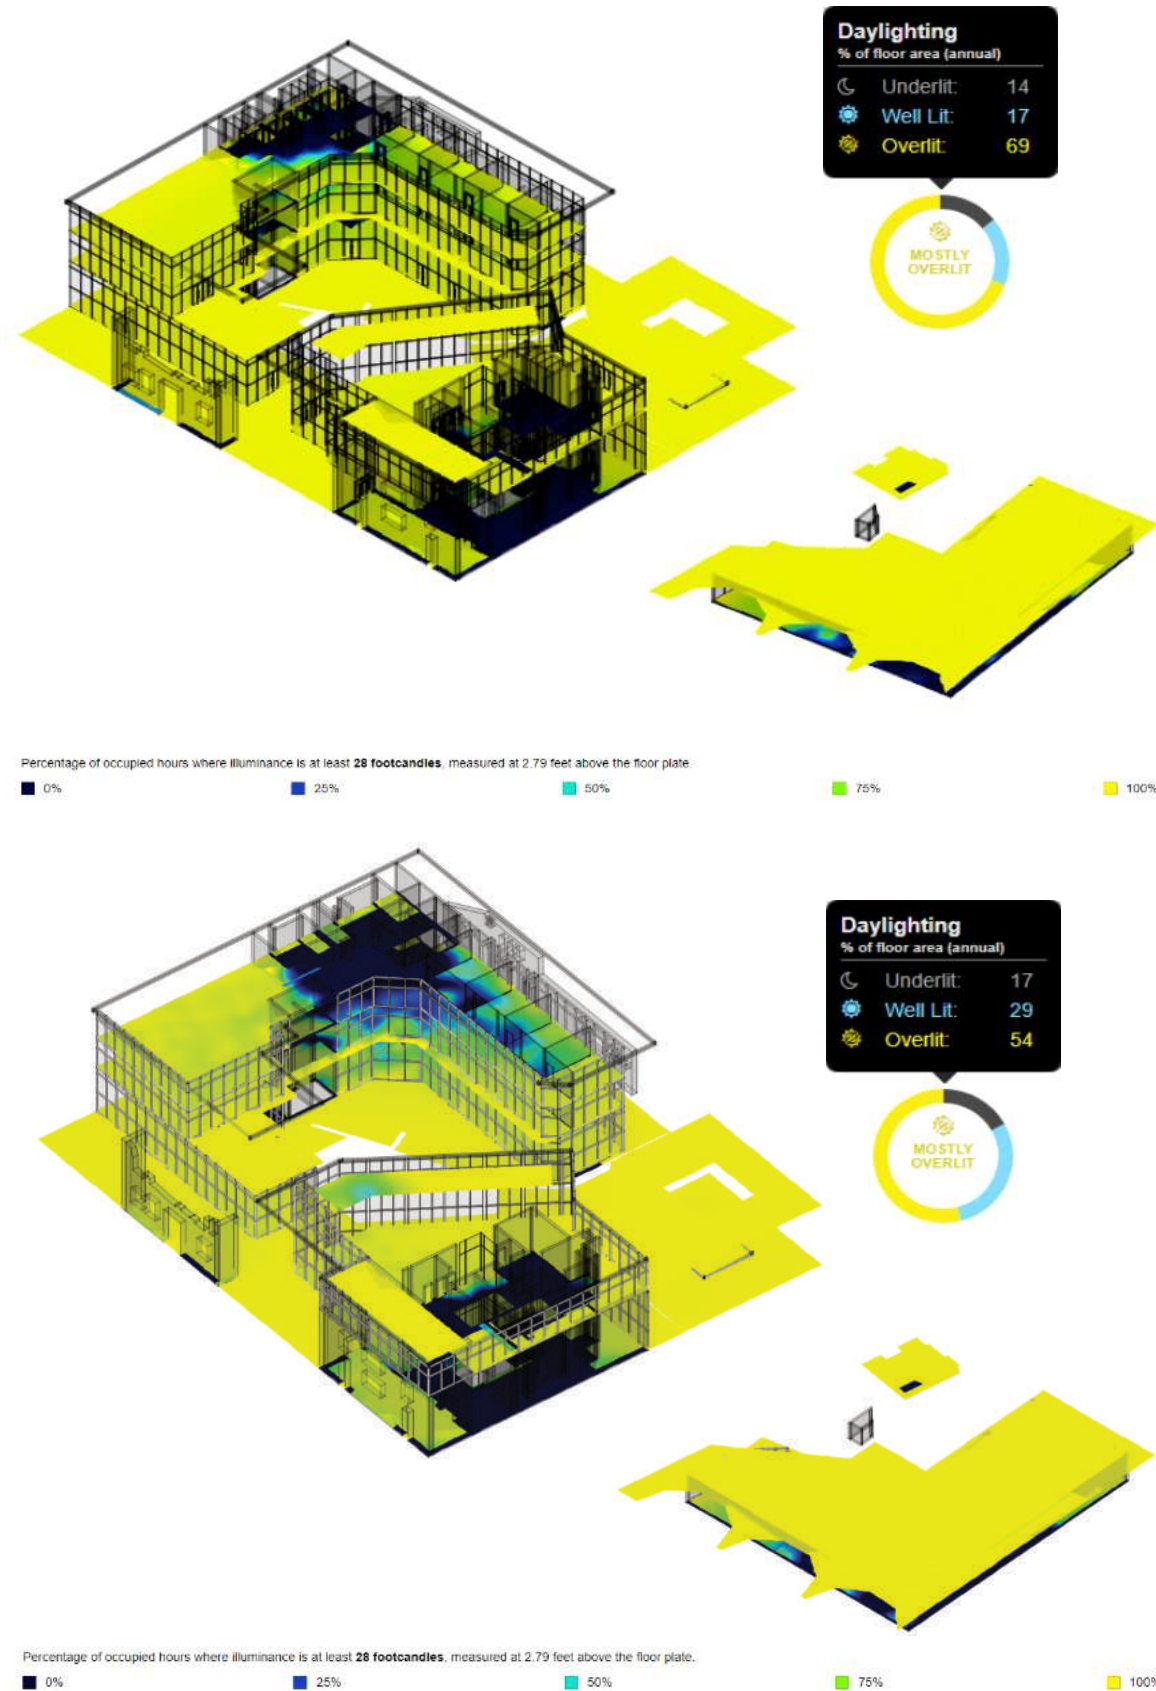 Daylighting
% of floor area (annual)
Underlit: 14
Well Lit: 17
Overlit: 69
MOSTLY
OVERLIT
Percentage of occupied hours where illuminance is at least 28 footcandles, measured at 2.79 feet above the floor plate.
0% 25% 50% 75% 100%
Daylighting
% of floor area (annual)
Underlit: 17
Well Lit: 29
Overlit: 54
MOSTLY
OVERLIT
Percentage of occupied hours where illuminance is at least 28 footcandles, measured at 2.79 feet above the floor plate.
0% 25% 50% 75% 100%